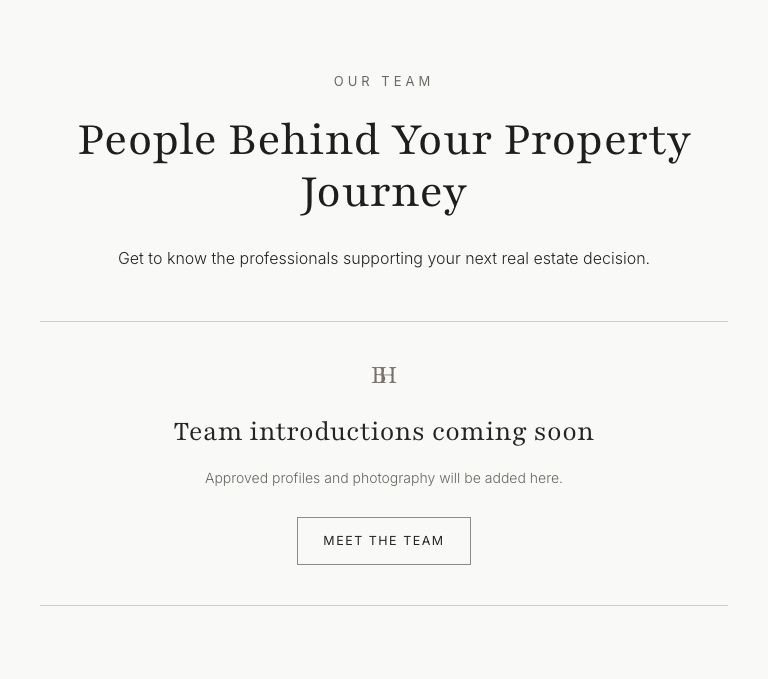 OUR TEAM
People Behind Your Property
Journey
Get to know the professionals supporting your next real estate decision.
BH
Team introductions coming soon
Approved profiles and photography will be added here.
MEET THE TEAM